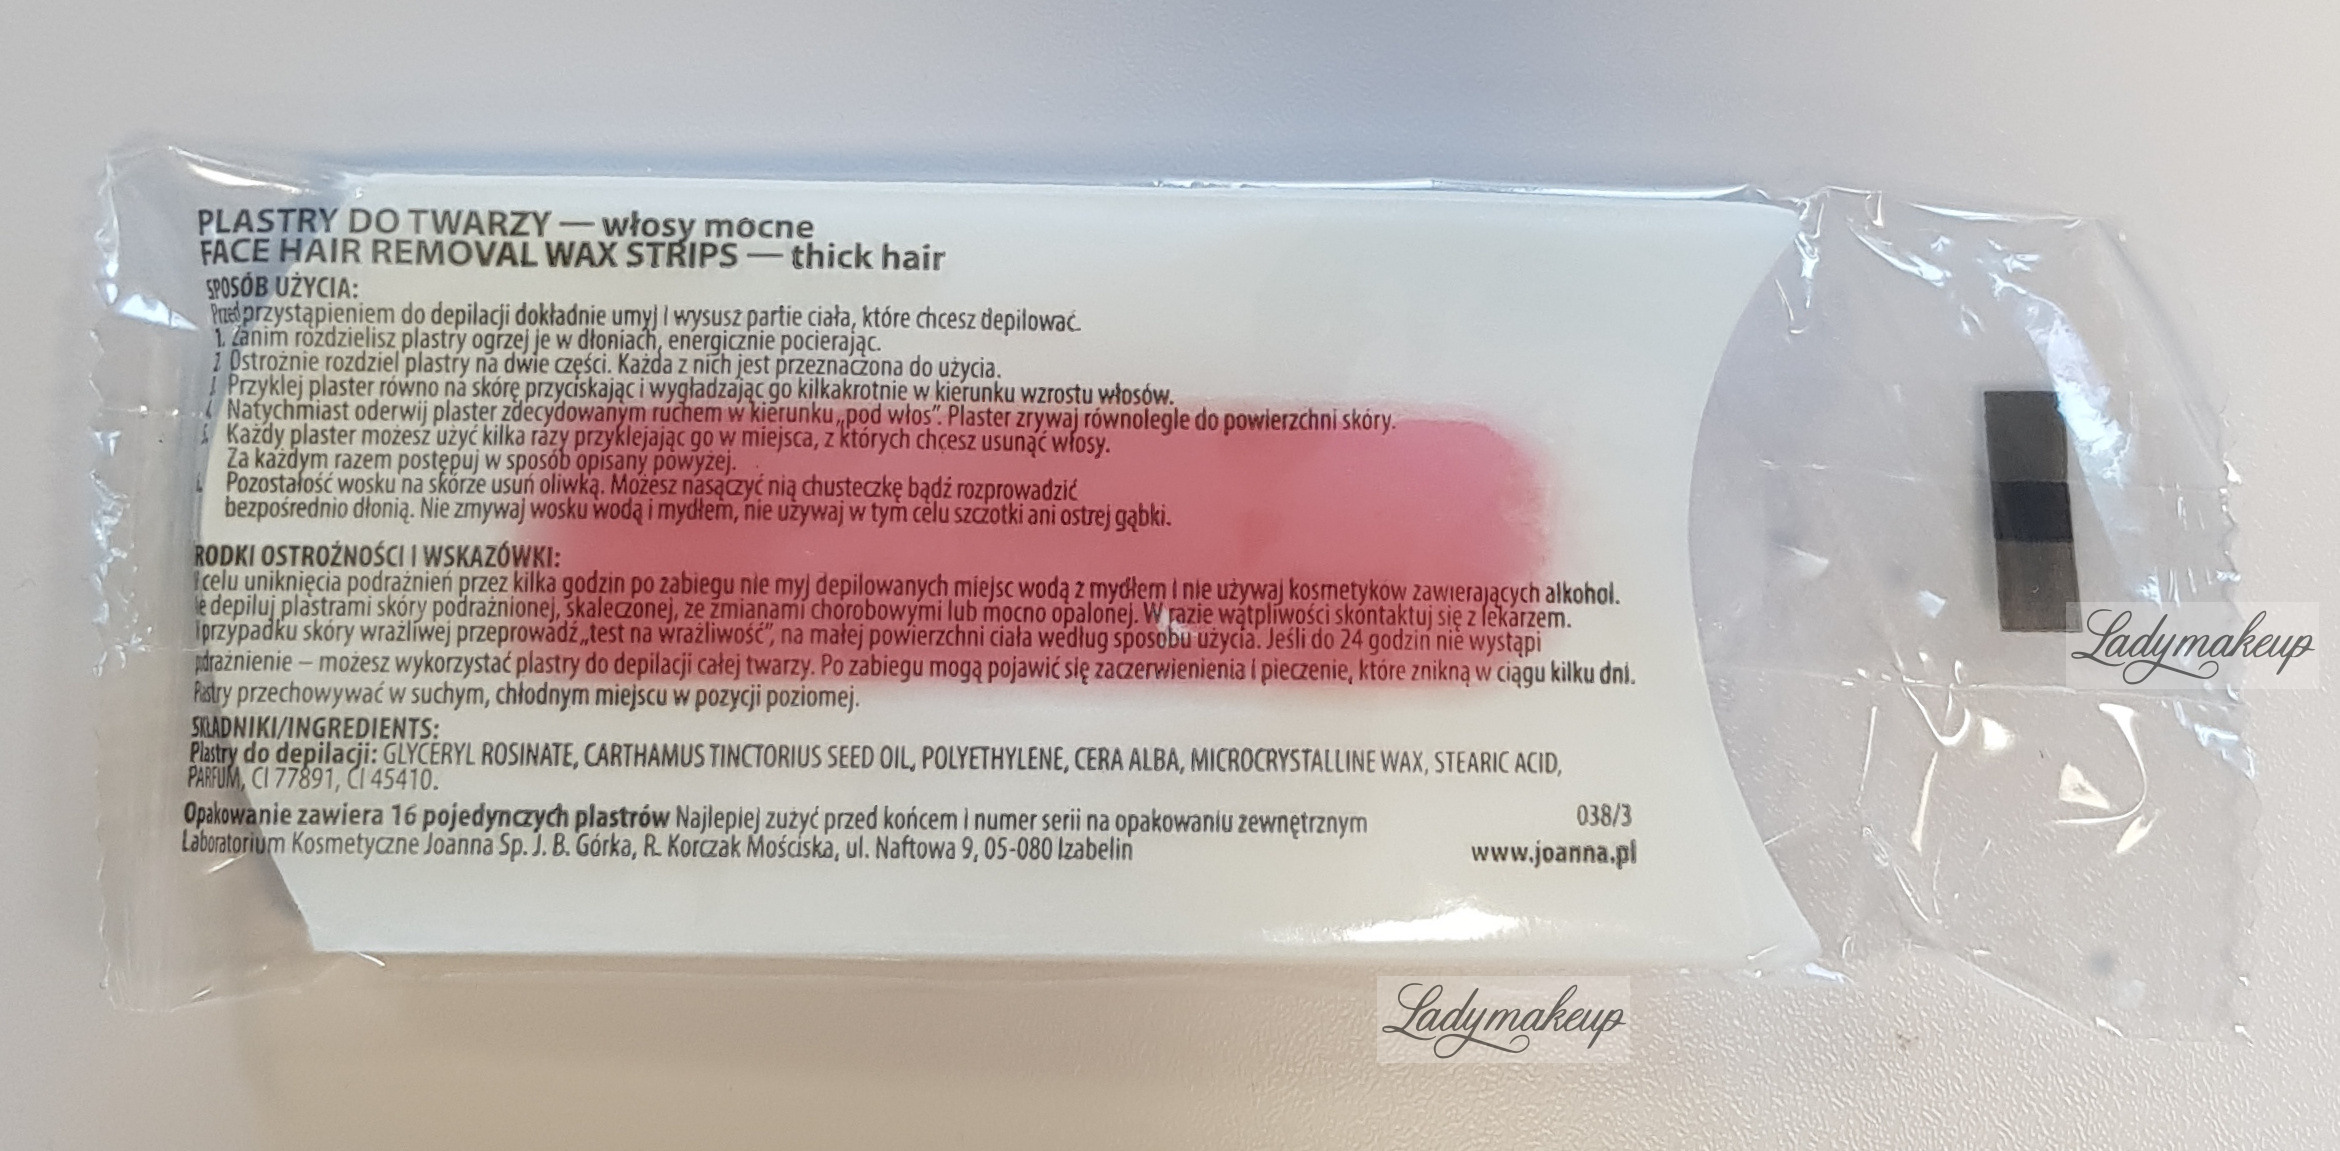 PLASTRY DO TWARZY — włosy mocne
FACE HAIR REMOVAL WAX STRIPS — thick hair
SPOSÓB UŻYCIA:
Przed przystąpieniem do depilacji dokładnie umyj i wysusz partie ciała, które chcesz depilować.
1. Zanim rozdzielisz plastry ogrzej je w dłoniach, energicznie pocierając.
2 Ostrożnie rozdziel plastry na dwie części. Każda z nich jest przeznaczona do użycia.
Przyklej plaster równo na skórę przyciskając i wygładzając go kilkakrotnie w kierunku wzrostu włosów.
Natychmiast oderwij plaster zdecydowanym ruchem w kierunku „pod włos”. Plaster zrywaj równolegle do powierzchni skóry.
5. Każdy plaster możesz użyć kilka razy przyklejając go w miejsca, z których chcesz usunąć włosy.
Za każdym razem postępuj w sposób opisany powyżej.
Pozostałość wosku na skórze usuń oliwką. Możesz nasączyć nią chusteczkę bądź rozprowadzić
bezpośrednio dłonią. Nie zmywaj wosku wodą i mydłem, nie używaj w tym celu szczotki ani ostrej gąbki.
RODKI OSTROŻNOŚCI I WSKAZÓWKI:
celu uniknięcia podrażnień przez kilka godzin po zabiegu nie myj depilowanych miejsc wodą z mydłem i nie używaj kosmetyków zawierających alkohol.
ie depiluj plastrami skóry podrażnionej, skaleczonej, ze zmianami chorobowymi lub mocno opalonej. W razie wątpliwości skontaktuj się z lekarzem.
przypadku skóry wrażliwej przeprowadź „test na wrażliwość”, na małej powierzchni ciała według sposobu użycia. Jeśli do 24 godzin nie wystąpi
podrażnienie – możesz wykorzystać plastry do depilacji całej twarzy. Po zabiegu mogą pojawić się zaczerwienienia i pieczenie, które znikną w ciągu kilku dni.
Plastry przechowywać w suchym, chłodnym miejscu w pozycji poziomej.
SKŁADNIKI/INGREDIENTS:
Plastry do depilacji: GLYCERYL ROSINATE, CARTHAMUS TINCTORIUS SEED OIL, POLYETHYLENE, CERA ALBA, MICROCRYSTALLINE WAX, STEARIC ACID,
PARFUM, CI 77891, CI 45410.
Opakowanie zawiera 16 pojedynczych plastrów Najlepiej zużyć przed końcem i numer serii na opakowaniu zewnętrznym
038/3
Laboratorium Kosmetyczne Joanna Sp. J. B. Górka, R. Korczak Mościska, ul. Naftowa 9, 05-080 Izabelin
www.joanna.pl
Ladymakeup
Ladymakeup